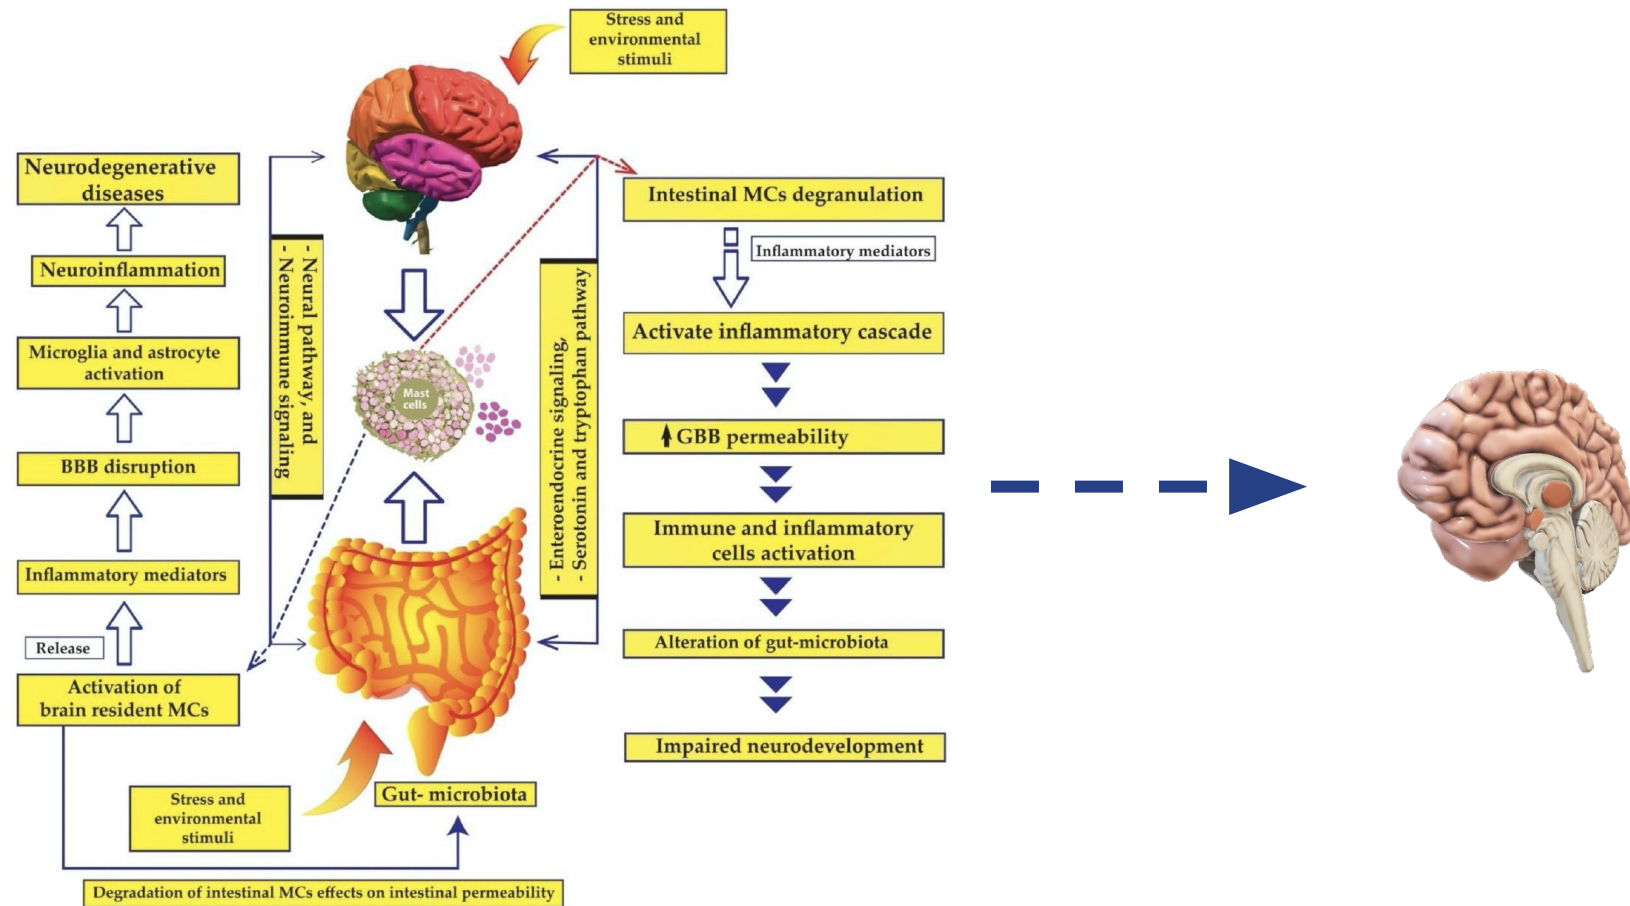 Stress and
environmental
stimuli
Neurodegenerative
diseases
Neuroinflammation
Microglia and astrocyte
activation
BBB disruption
Inflammatory mediators
Release
Activation of
brain resident MCs
- Neural pathway, and
- Neuroimmune signaling
Mast
cells
- Enteroendocrine signaling,
- Serotonin and tryptophan pathway
Intestinal MCs degranulation
Inflammatory mediators
Activate inflammatory cascade
GBB permeability
Immune and inflammatory
cells activation
Alteration of gut-microbiota
Impaired neurodevelopment
Stress and
environmental
stimuli
Gut- microbiota
Degradation of intestinal MCs effects on intestinal permeability